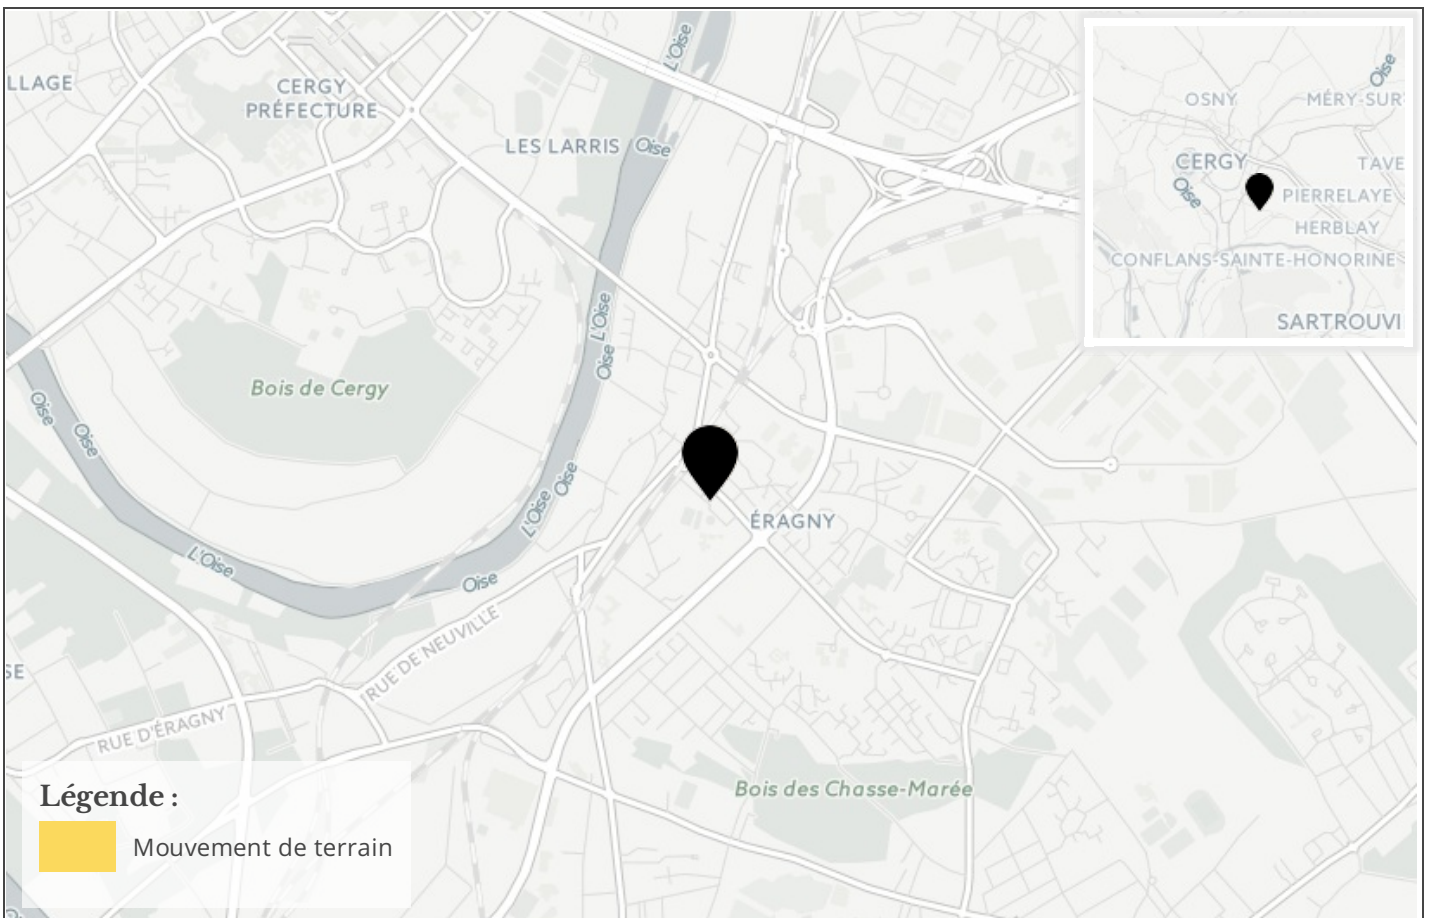 LLAGE
CERGY
PRÉFECTURE
LES LARRIS
L'Oise
Oise
Oise
OSNY
MÉRY-SUR
CERGY
TAVE
Oise
PIERRELAYE
HERBLAY
CONFLANS-SAINTE-HONORINE
SARTROUVI
L'Oise
Oise
Bois de Cergy
Oise
Oise
Oise
L'Oise
ÉRAGNY
L'Oise
Oise
RUE DE NEUVILLE
SE
RUE D'ÉRAGNY
Bois des Chasse-Marée
Légende :
Mouvement de terrain